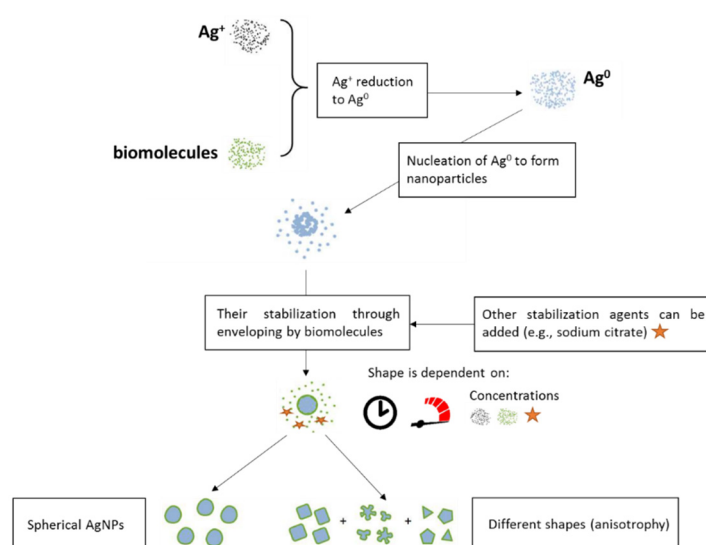 Ag⁺
Ag⁺ reduction
to Ag⁰
Ag⁰
biomolecules
Nucleation of Ag⁰ to form
nanoparticles
Their stabilization through
enveloping by biomolecules
Other stabilization agents can be
added (e.g., sodium citrate)
Shape is dependent on:
Concentrations
Spherical AgNPs
+
+
Different shapes (anisotropy)